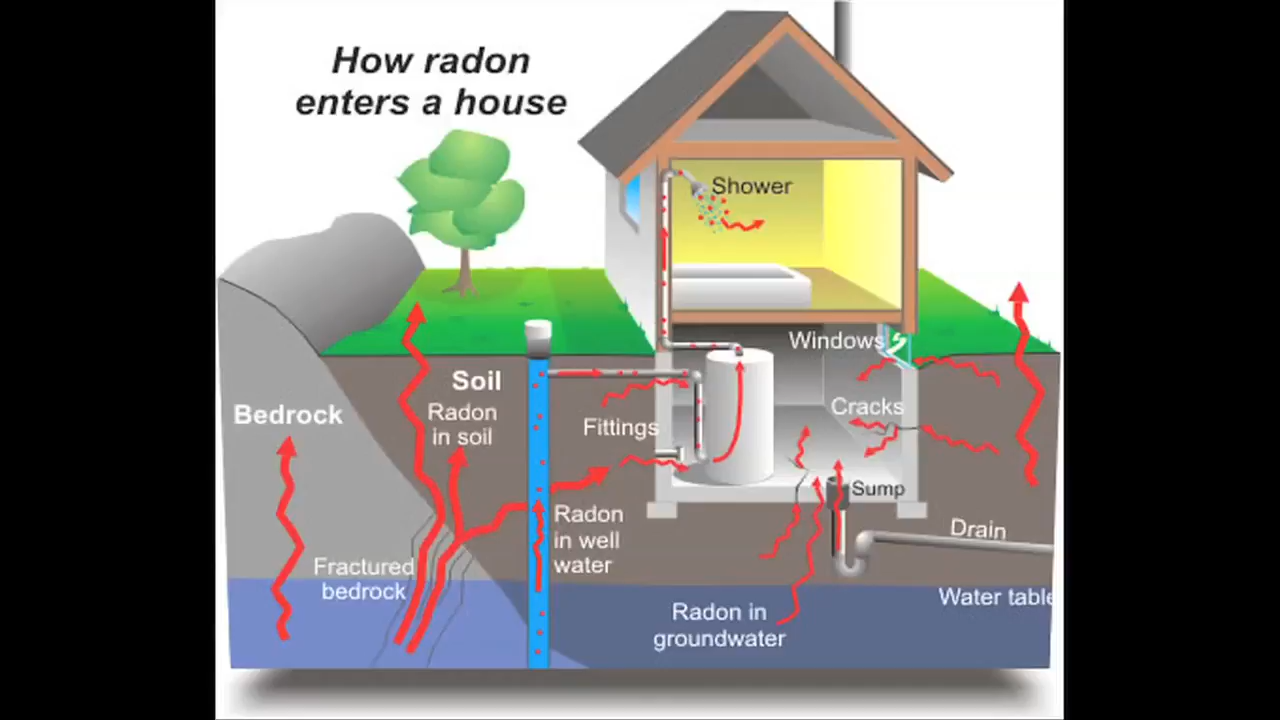 How radon
enters a house
Shower
Windows
Soil
Radon
in soil
Bedrock
Cracks
Fittings
Sump
Radon
in well
water
Drain
Fractured
bedrock
Water table
Radon in
groundwater